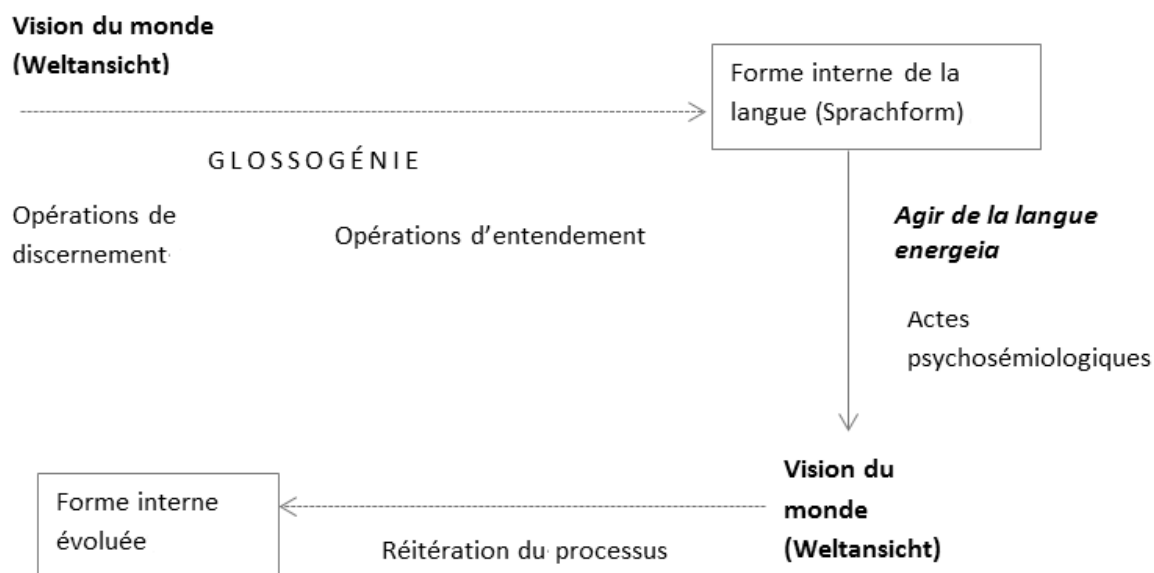 Vision du monde
(Weltansicht)
Forme interne de la
langue (Sprachform)
GLOSSOGÉNIE
Opérations de
discernement
Opérations d'entendement
Agir de la langue
energeia
Actes
psychosémiologiques
Vision du
monde
(Weltansicht)
Forme interne
évoluée
Réitération du processus